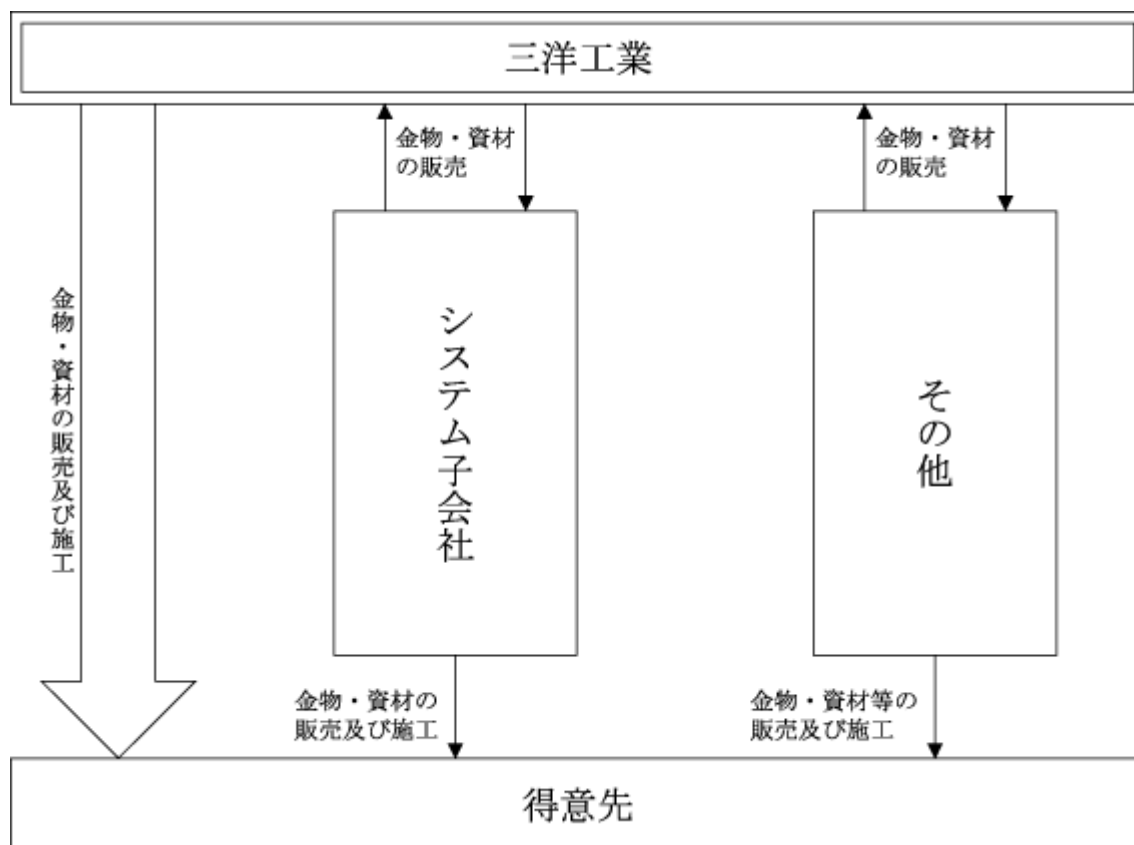 三洋工業
金物・資材
の販売
金物・資材
の販売
金物・資材の販売及び施工
システム子会社
その他
金物・資材の
販売及び施工
金物・資材等の
販売及び施工
得意先